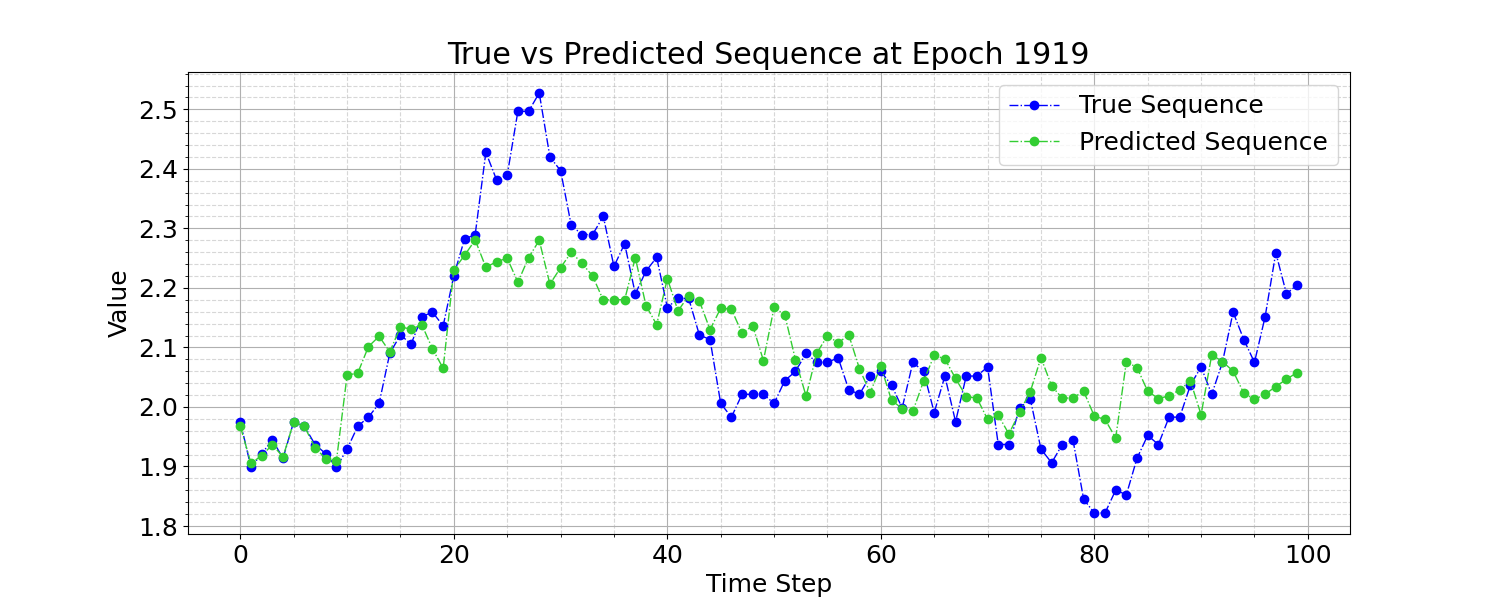 True vs Predicted Sequence at Epoch 1919
True Sequence
Predicted Sequence
Value
2.5
2.4
2.3
2.2
2.1
2.0
1.9
1.8
0 20 40 60 80 100
Time Step